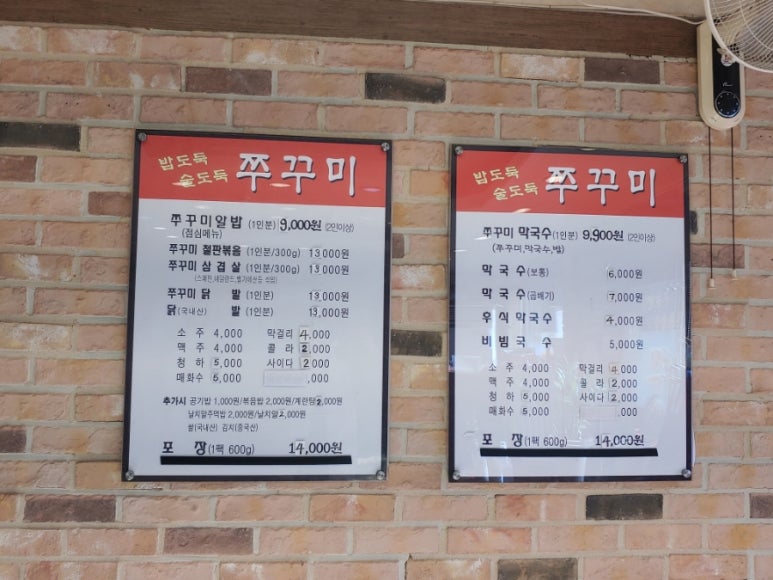 밥도둑
술도둑 쭈꾸미
쭈꾸미알밥 (1인분) 9,000원 (2인이상)
(점심메뉴)
쭈꾸미 철판볶음 (1인분/300g) 13,000원
쭈꾸미 삼겹살 (1인분/300g) 13,000원
쭈꾸미 닭 발 (1인분) 13,000원
닭(국내산) 발 (1인분) 13,000원
소 주 4,000 막걸리 4,000
맥 주 4,000 콜 라 2,000
청 하 5,000 사이다 2,000
매화수 5,000 ,000
추가시 공기밥 1,000원/볶음밥 2,000원/계란탕 2,000원
날치알주먹밥 2,000원/날치알 2,000원
쌀(국내산) 김치(중국산)
포 장 (1팩 600g) 14,000원
밥도둑
술도둑 쭈꾸미
쭈꾸미 막국수(1인분) 9,900원 (2인이상)
(쭈꾸미,막국수,밥)
막 국 수 (보통) 6,000원
막 국 수 (곱배기) 7,000원
후식막국수 4,000원
비 빔 국 수 5,000원
소 주 4,000 막걸리 4,000
맥 주 4,000 콜 라 2,000
청 하 5,000 사이다 2,000
매화수 5,000 ,000
포 장 (1팩 600g) 14,000원